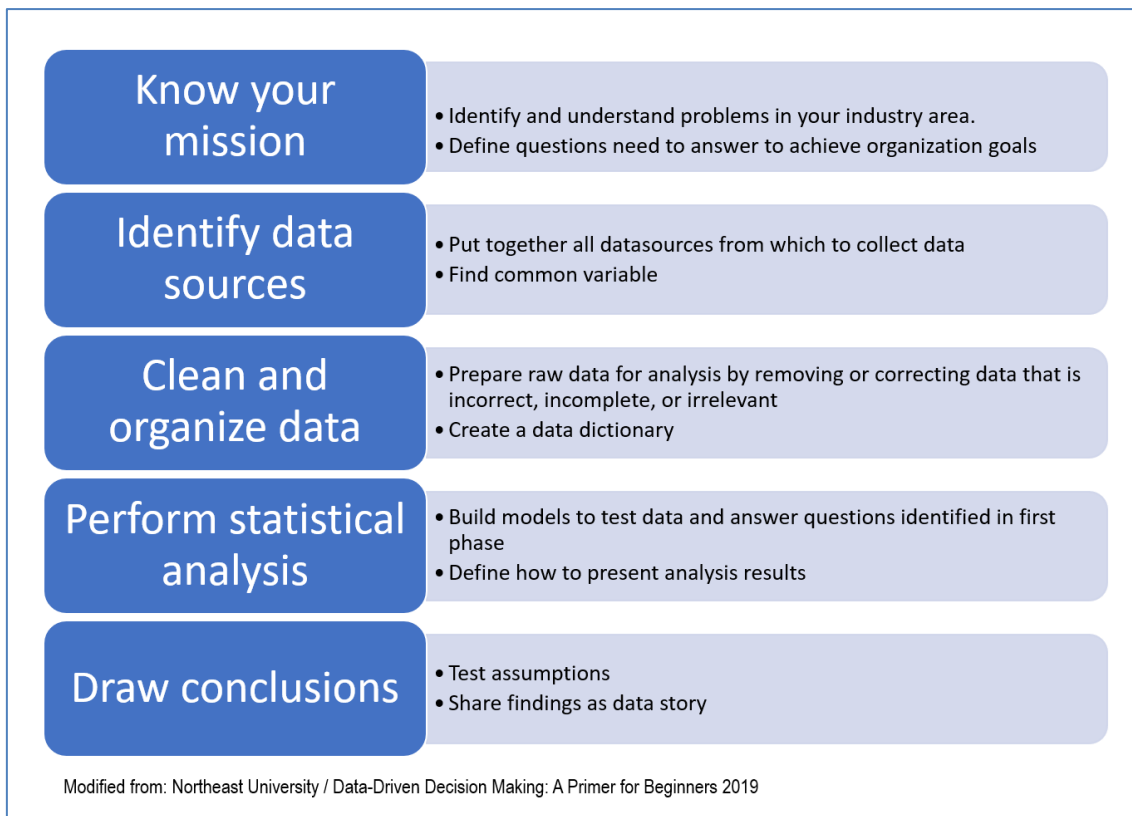 Know your
mission
• Identify and understand problems in your industry area.
• Define questions need to answer to achieve organization goals
Identify data
sources
• Put together all datasources from which to collect data
• Find common variable
Clean and
organize data
• Prepare raw data for analysis by removing or correcting data that is
incorrect, incomplete, or irrelevant
• Create a data dictionary
Perform statistical
analysis
• Build models to test data and answer questions identified in first
phase
• Define how to present analysis results
Draw conclusions
• Test assumptions
• Share findings as data story
Modified from: Northeast University / Data-Driven Decision Making: A Primer for Beginners 2019